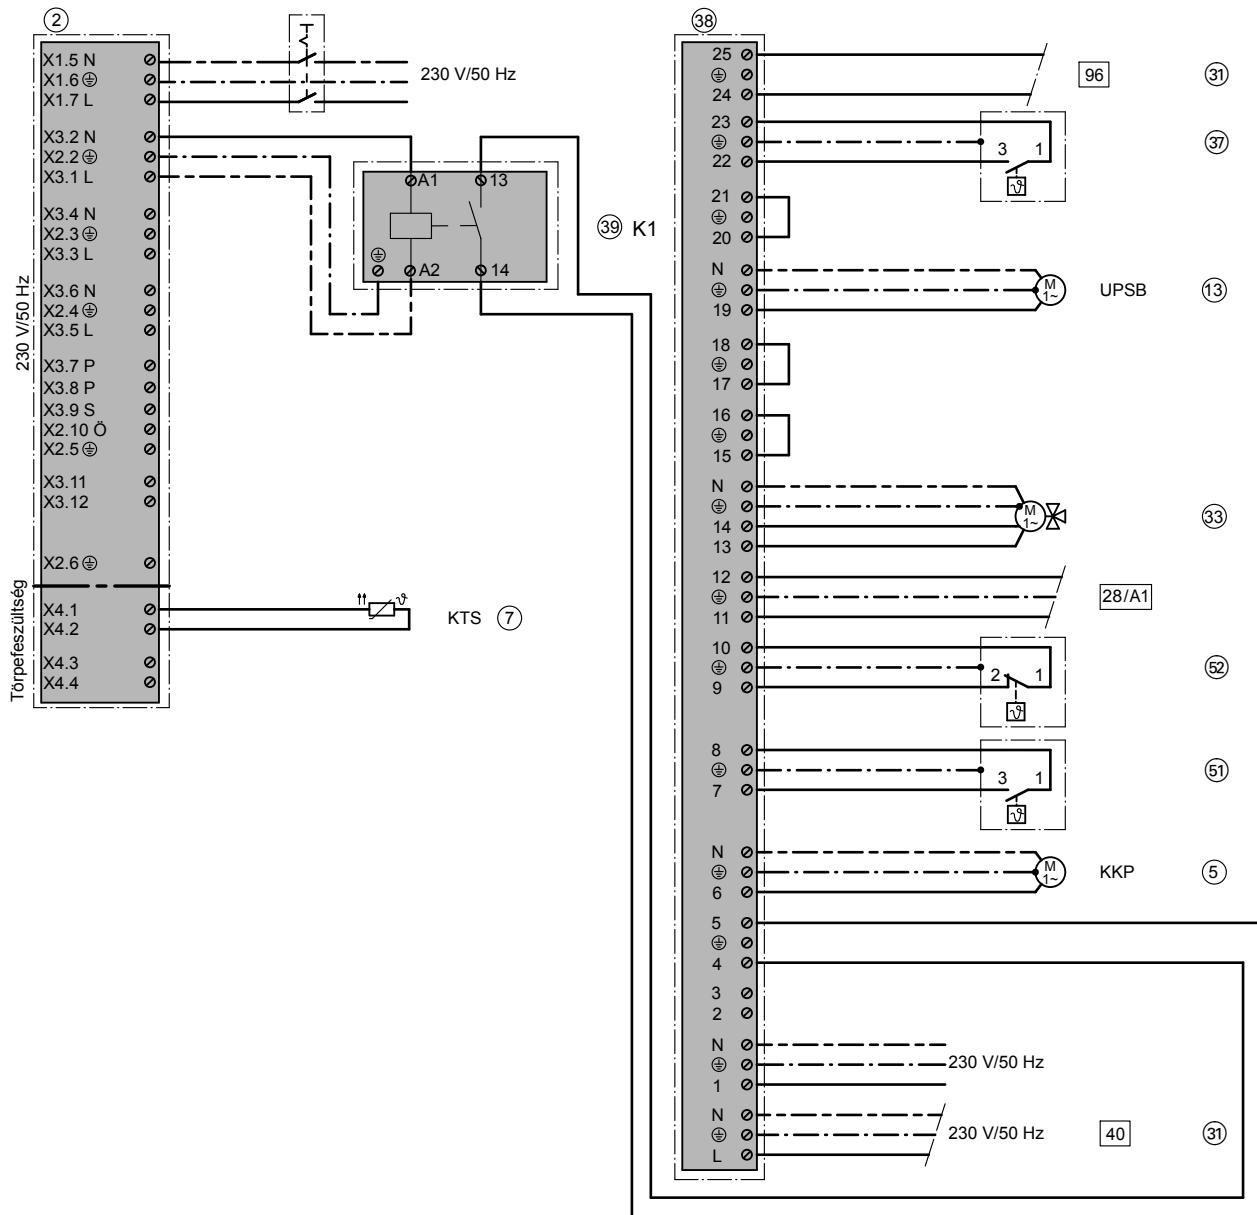 2
X1.5 N
X1.6
X1.7 L
230 V/50 Hz
X3.2 N
X2.2
X3.1 L
X3.4 N
X2.3
X3.3 L
X3.6 N
X2.4
X3.5 L
X3.7 P
X3.8 P
X3.9 S
X2.10 Ö
X2.5
X3.11
X3.12
X2.6
X4.1
X4.2
X4.3
X4.4
230 V/50 Hz
Törpefeszültség
A1
13
A2
14
39 K1
ϑ
KTS 7
38
25
24
96 31
23
22
3 1
ϑ
37
21
20
N
19
M
1~
UPSB 13
18
17
16
15
N
14
13
M
1~
33
12
11
28/A1
10
9
2 1
ϑ
52
8
7
3 1
ϑ
51
N
6
M
1~
KKP 5
5
4
3
2
N
1
230 V/50 Hz
N
L
230 V/50 Hz 40 31